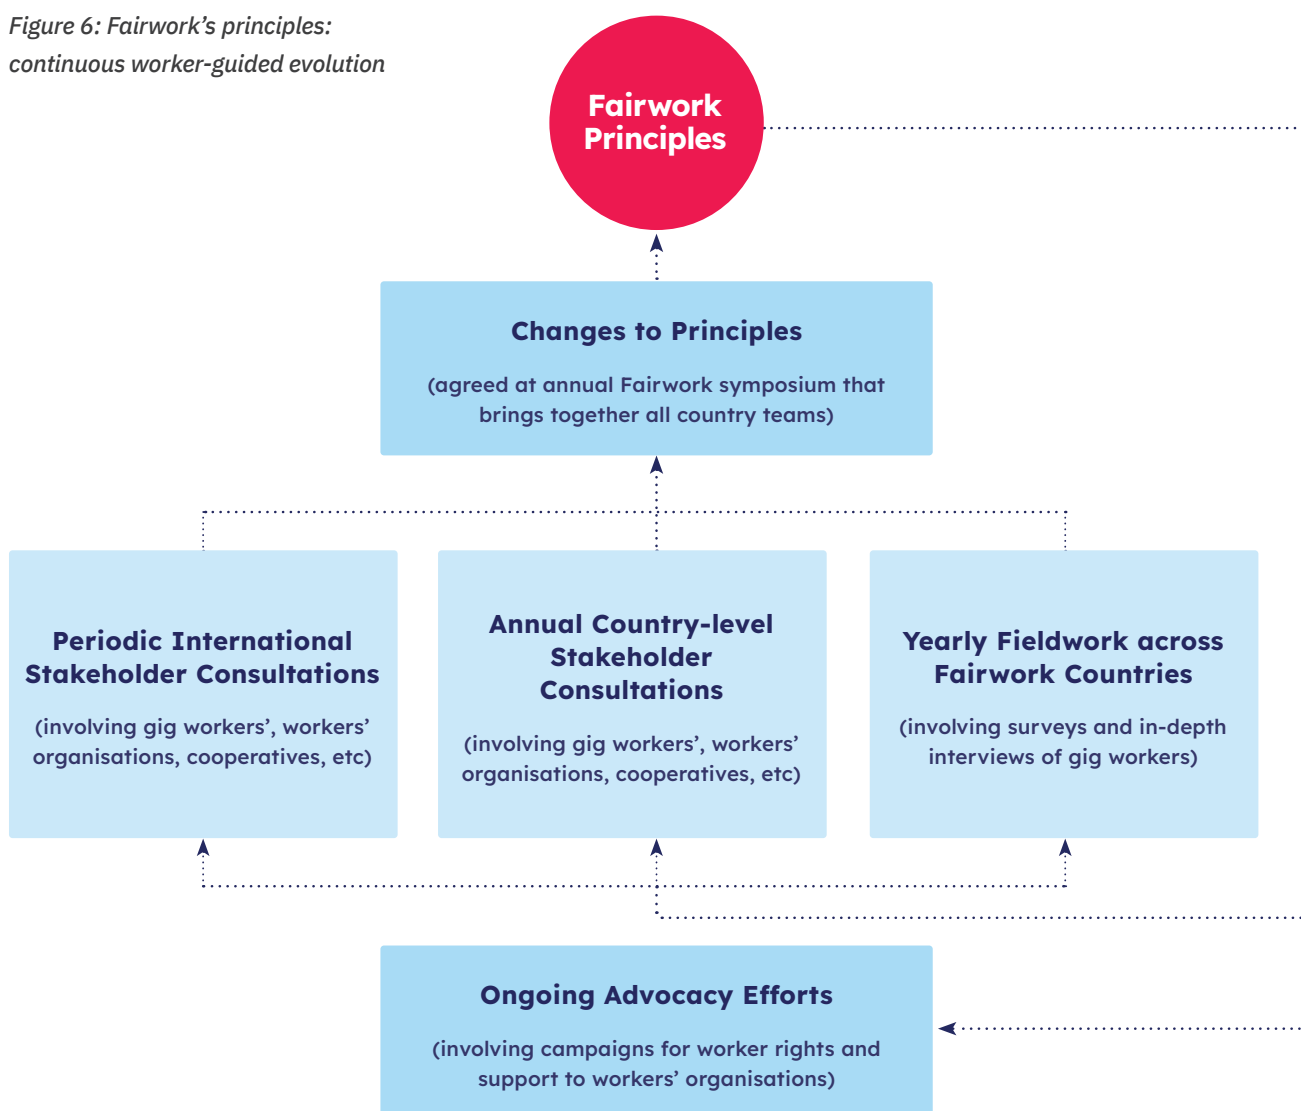 Figure 6: Fairwork’s principles:
continuous worker-guided evolution
Fairwork
Principles
Changes to Principles
(agreed at annual Fairwork symposium that
brings together all country teams)
Periodic International
Stakeholder Consultations
(involving gig workers’, workers’
organisations, cooperatives, etc)
Annual Country-level
Stakeholder
Consultations
(involving gig workers’, workers’
organisations, cooperatives, etc)
Yearly Fieldwork across
Fairwork Countries
(involving surveys and in-depth
interviews of gig workers)
Ongoing Advocacy Efforts
(involving campaigns for worker rights and
support to workers’ organisations)